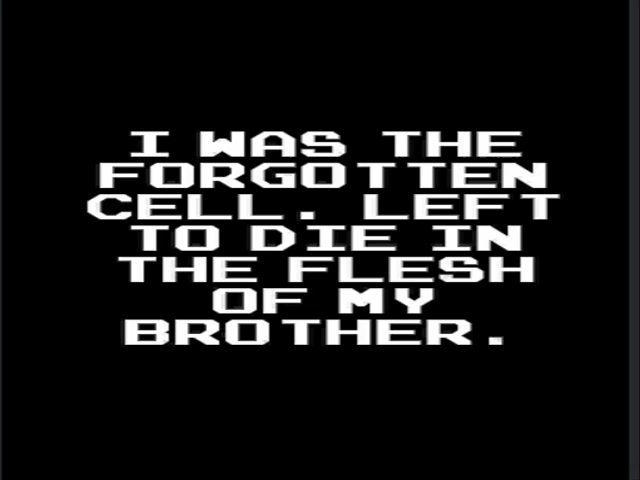 I WAS THE
FORGOTTEN
CELL. LEFT
TO DIE IN
THE FLESH
OF MY
BROTHER.